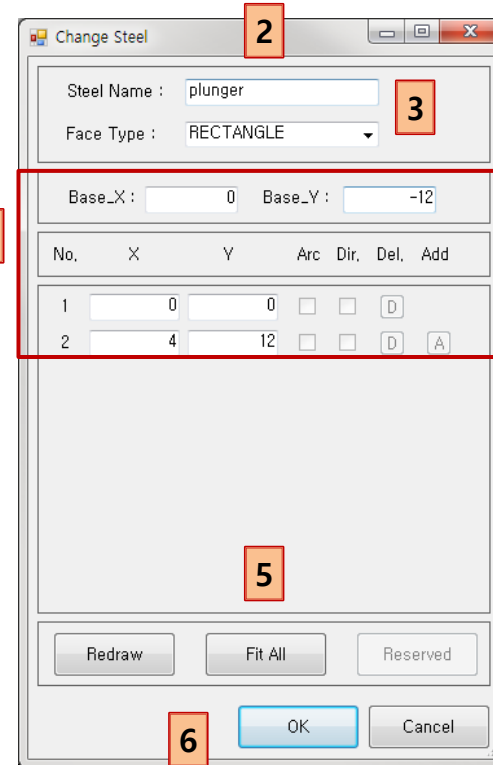 Change Steel
2
Steel Name :
plunger
3
Face Type :
RECTANGLE
Base_X :
0
Base_Y :
-12
No. X Y Arc Dir. Del. Add
1 0 0 D
2 4 12 D A
5
Redraw Fit All Reserved
OK Cancel
6